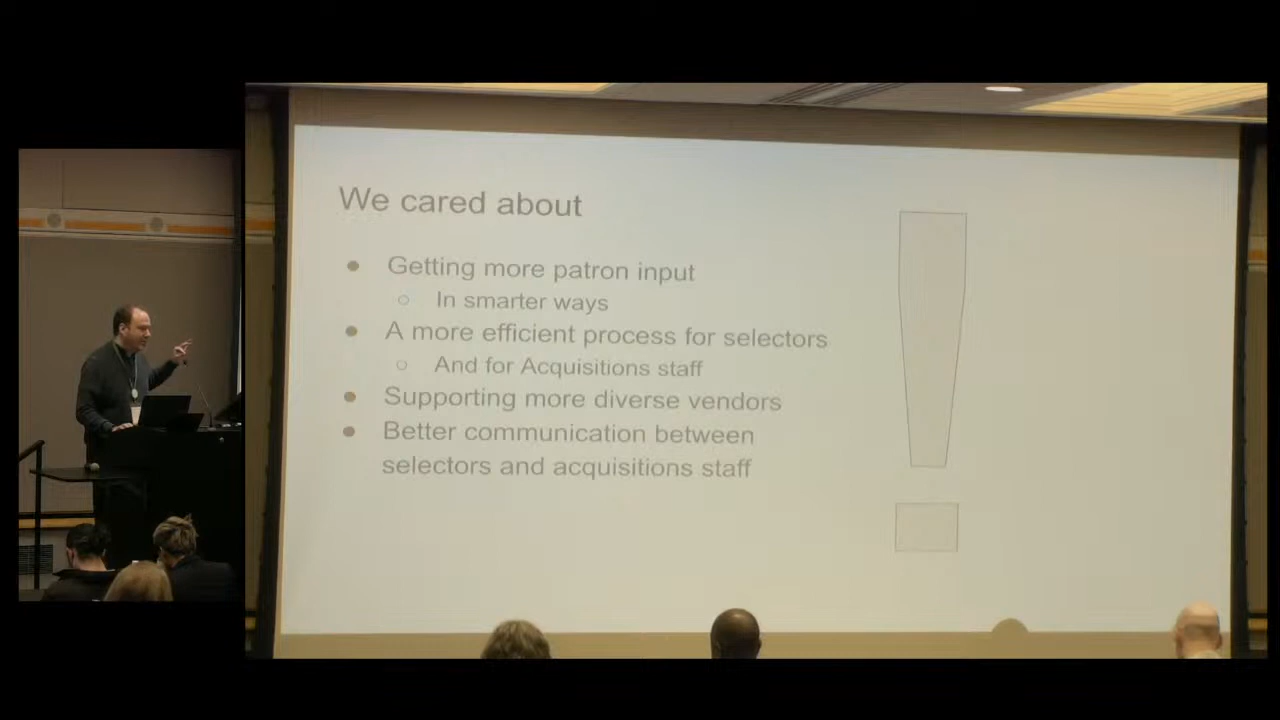 We cared about
● Getting more patron input
○ In smarter ways
● A more efficient process for selectors
○ And for Acquisitions staff
● Supporting more diverse vendors
● Better communication between
selectors and acquisitions staff